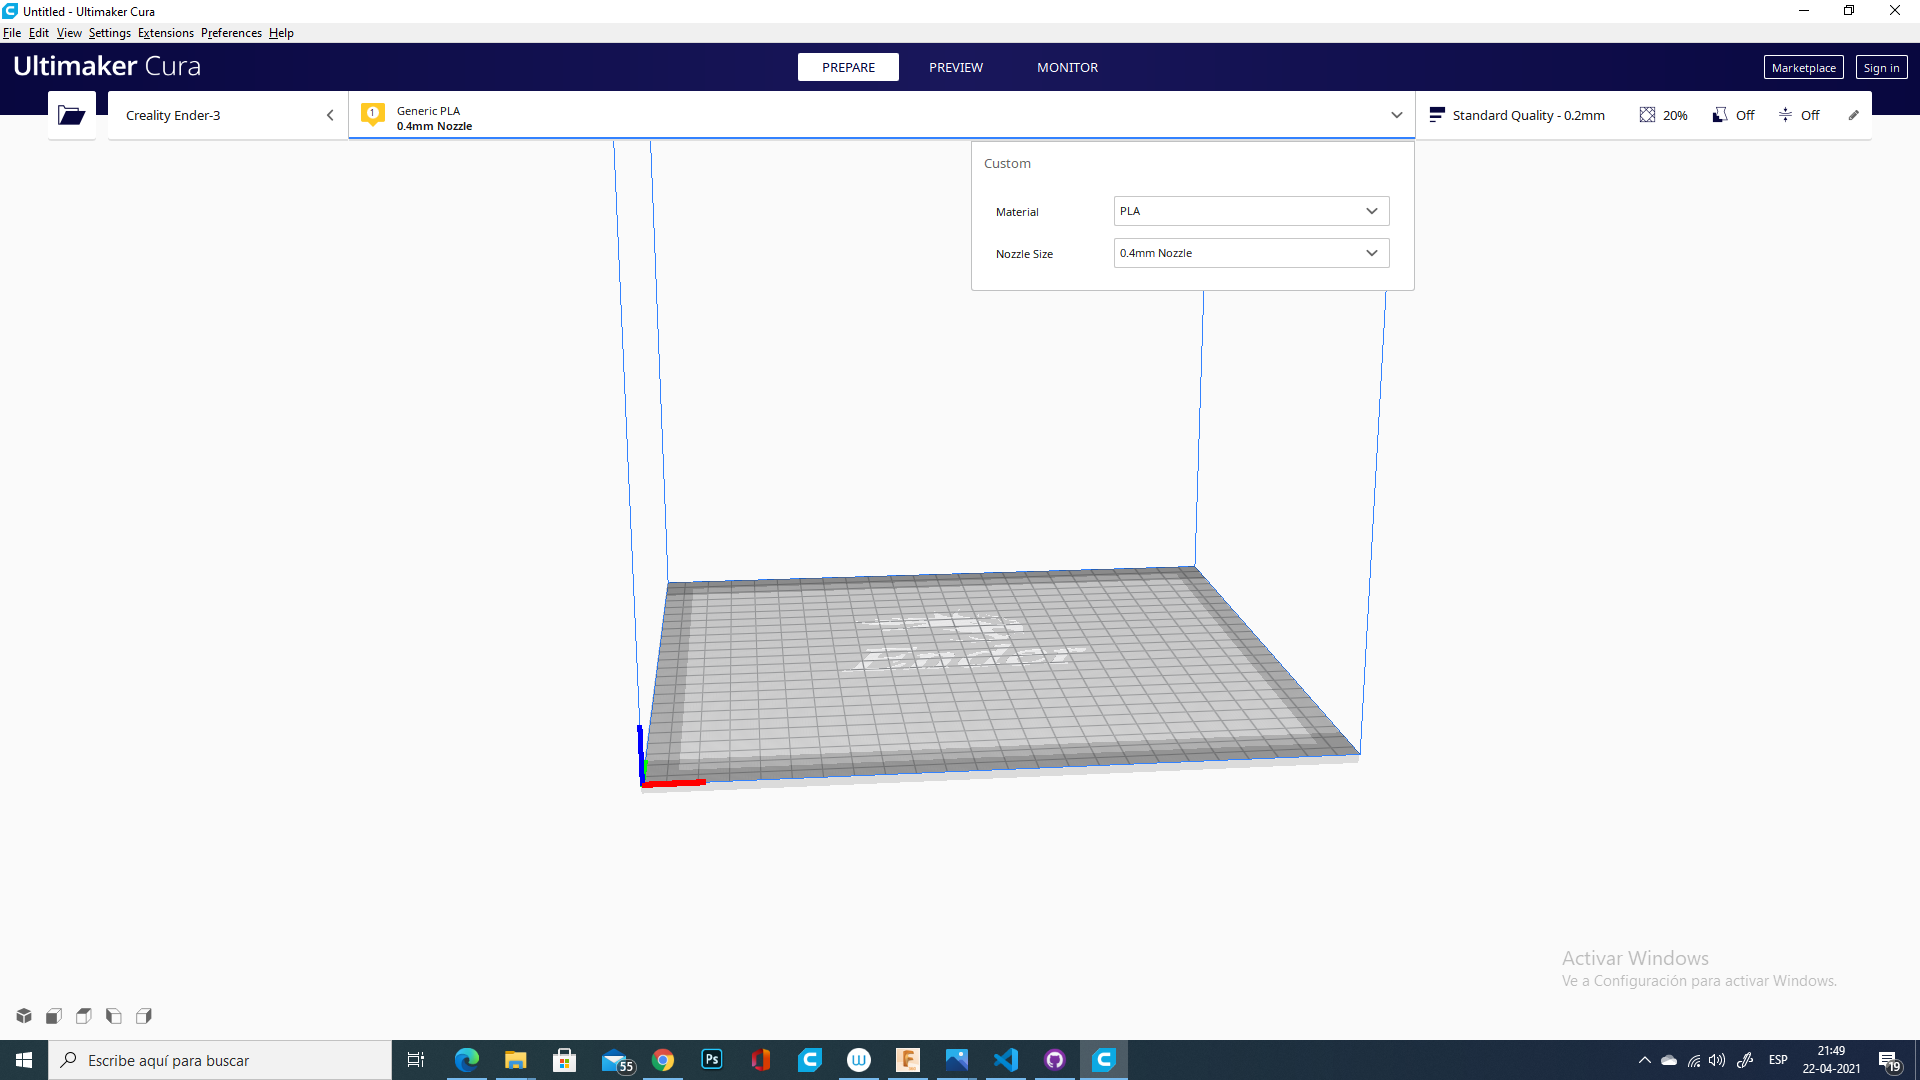 Untitled - Ultimaker Cura
File Edit View Settings Extensions Preferences Help
Ultimaker Cura
PREPARE PREVIEW MONITOR
Marketplace Sign in
Creality Ender-3
1
Generic PLA
0.4mm Nozzle
Standard Quality - 0.2mm 20% Off Off
Custom
Material PLA
Nozzle Size 0.4mm Nozzle
Ender
Activar Windows
Ve a Configuración para activar Windows.
Escribe aquí para buscar
55
Ps
ESP
21:49
22-04-2021
19